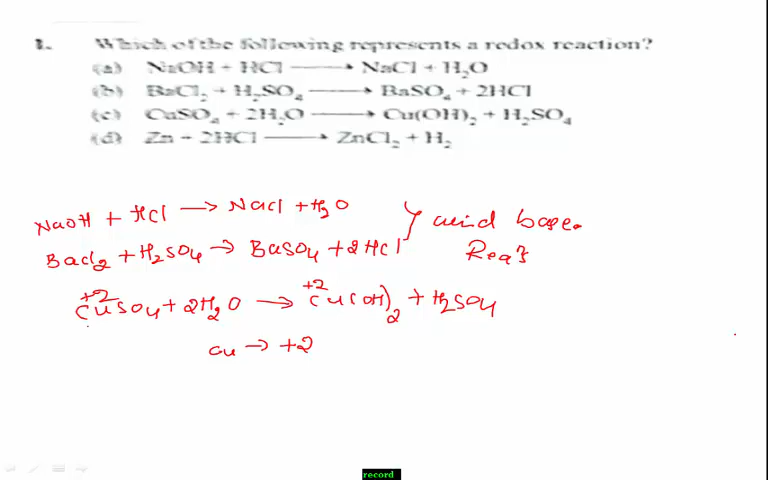 1. Which of the following represents a redox reaction?
(a) NaOH + HCl ⟶ NaCl + H₂O
(b) BaCl₂ + H₂SO₄ ⟶ BaSO₄ + 2HCl
(c) CuSO₄ + 2H₂O ⟶ Cu(OH)₂ + H₂SO₄
(d) Zn + 2HCl ⟶ ZnCl₂ + H₂
NaOH + HCl → NaCl + H₂O } acid base
BaCl₂ + H₂SO₄ → BaSO₄ + 2HCl
+2 +2
CuSO₄ + 2H₂O → Cu(OH)₂ + H₂SO₄
Cu → +2
record